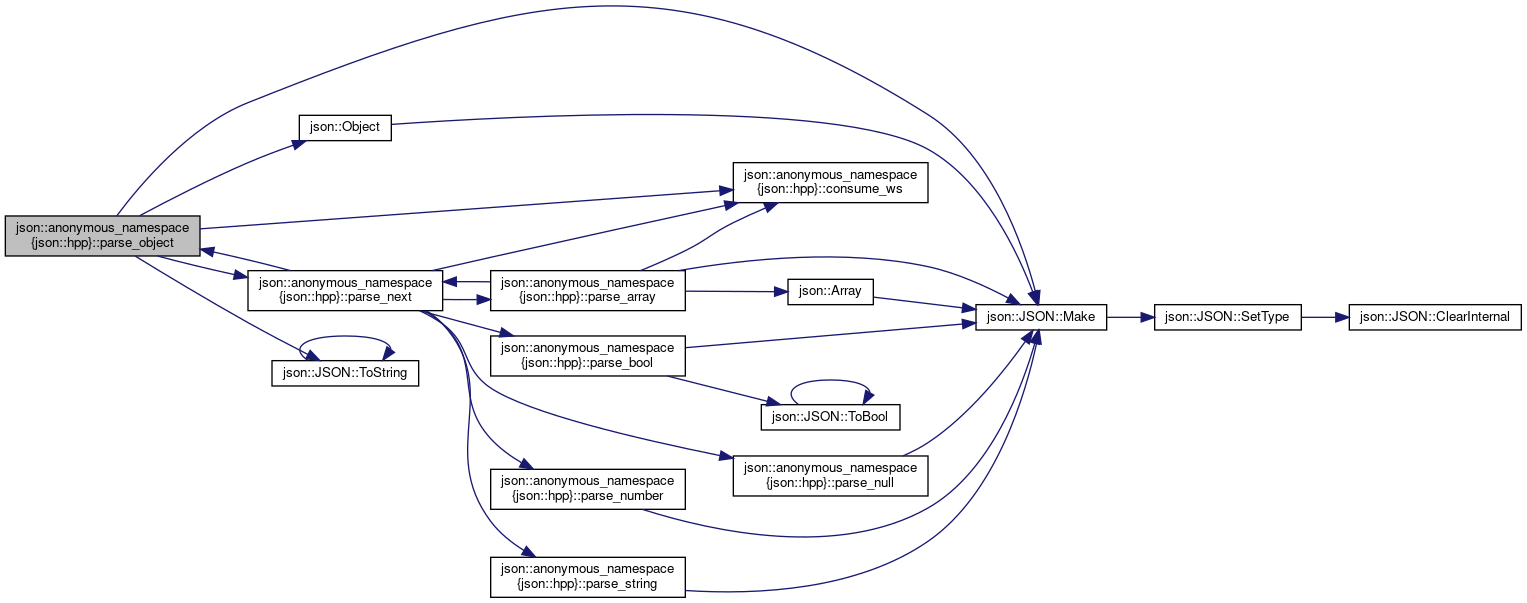 json::Object
json::anonymous_namespace
{json::hpp}::consume_ws
json::anonymous_namespace
{json::hpp}::parse_object
json::anonymous_namespace
{json::hpp}::parse_next
json::anonymous_namespace
{json::hpp}::parse_array
json::Array
json::JSON::Make
json::JSON::SetType
json::JSON::ClearInternal
json::anonymous_namespace
{json::hpp}::parse_bool
json::JSON::ToString
json::JSON::ToBool
json::anonymous_namespace
{json::hpp}::parse_null
json::anonymous_namespace
{json::hpp}::parse_number
json::anonymous_namespace
{json::hpp}::parse_string